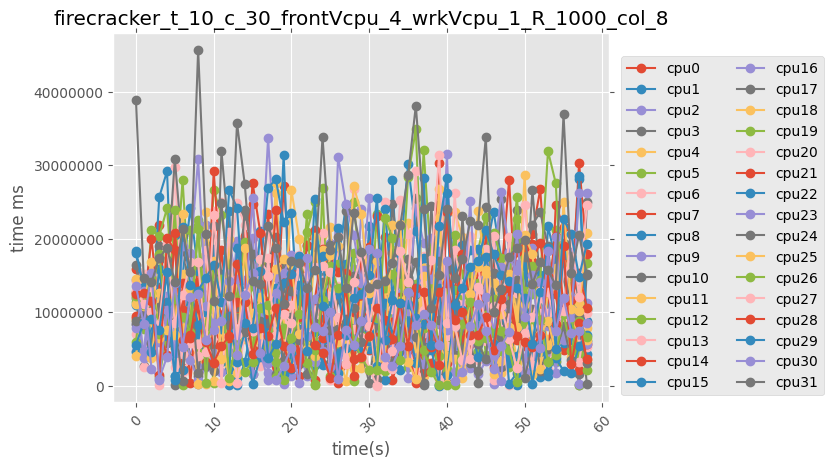 firecracker_t_10_c_30_frontVcpu_4_wrkVcpu_1_R_1000_col_8
time ms
40000000
30000000
20000000
10000000
0
0
10
20
30
40
50
60
time(s)
cpu0
cpu1
cpu2
cpu3
cpu4
cpu5
cpu6
cpu7
cpu8
cpu9
cpu10
cpu11
cpu12
cpu13
cpu14
cpu15
cpu16
cpu17
cpu18
cpu19
cpu20
cpu21
cpu22
cpu23
cpu24
cpu25
cpu26
cpu27
cpu28
cpu29
cpu30
cpu31